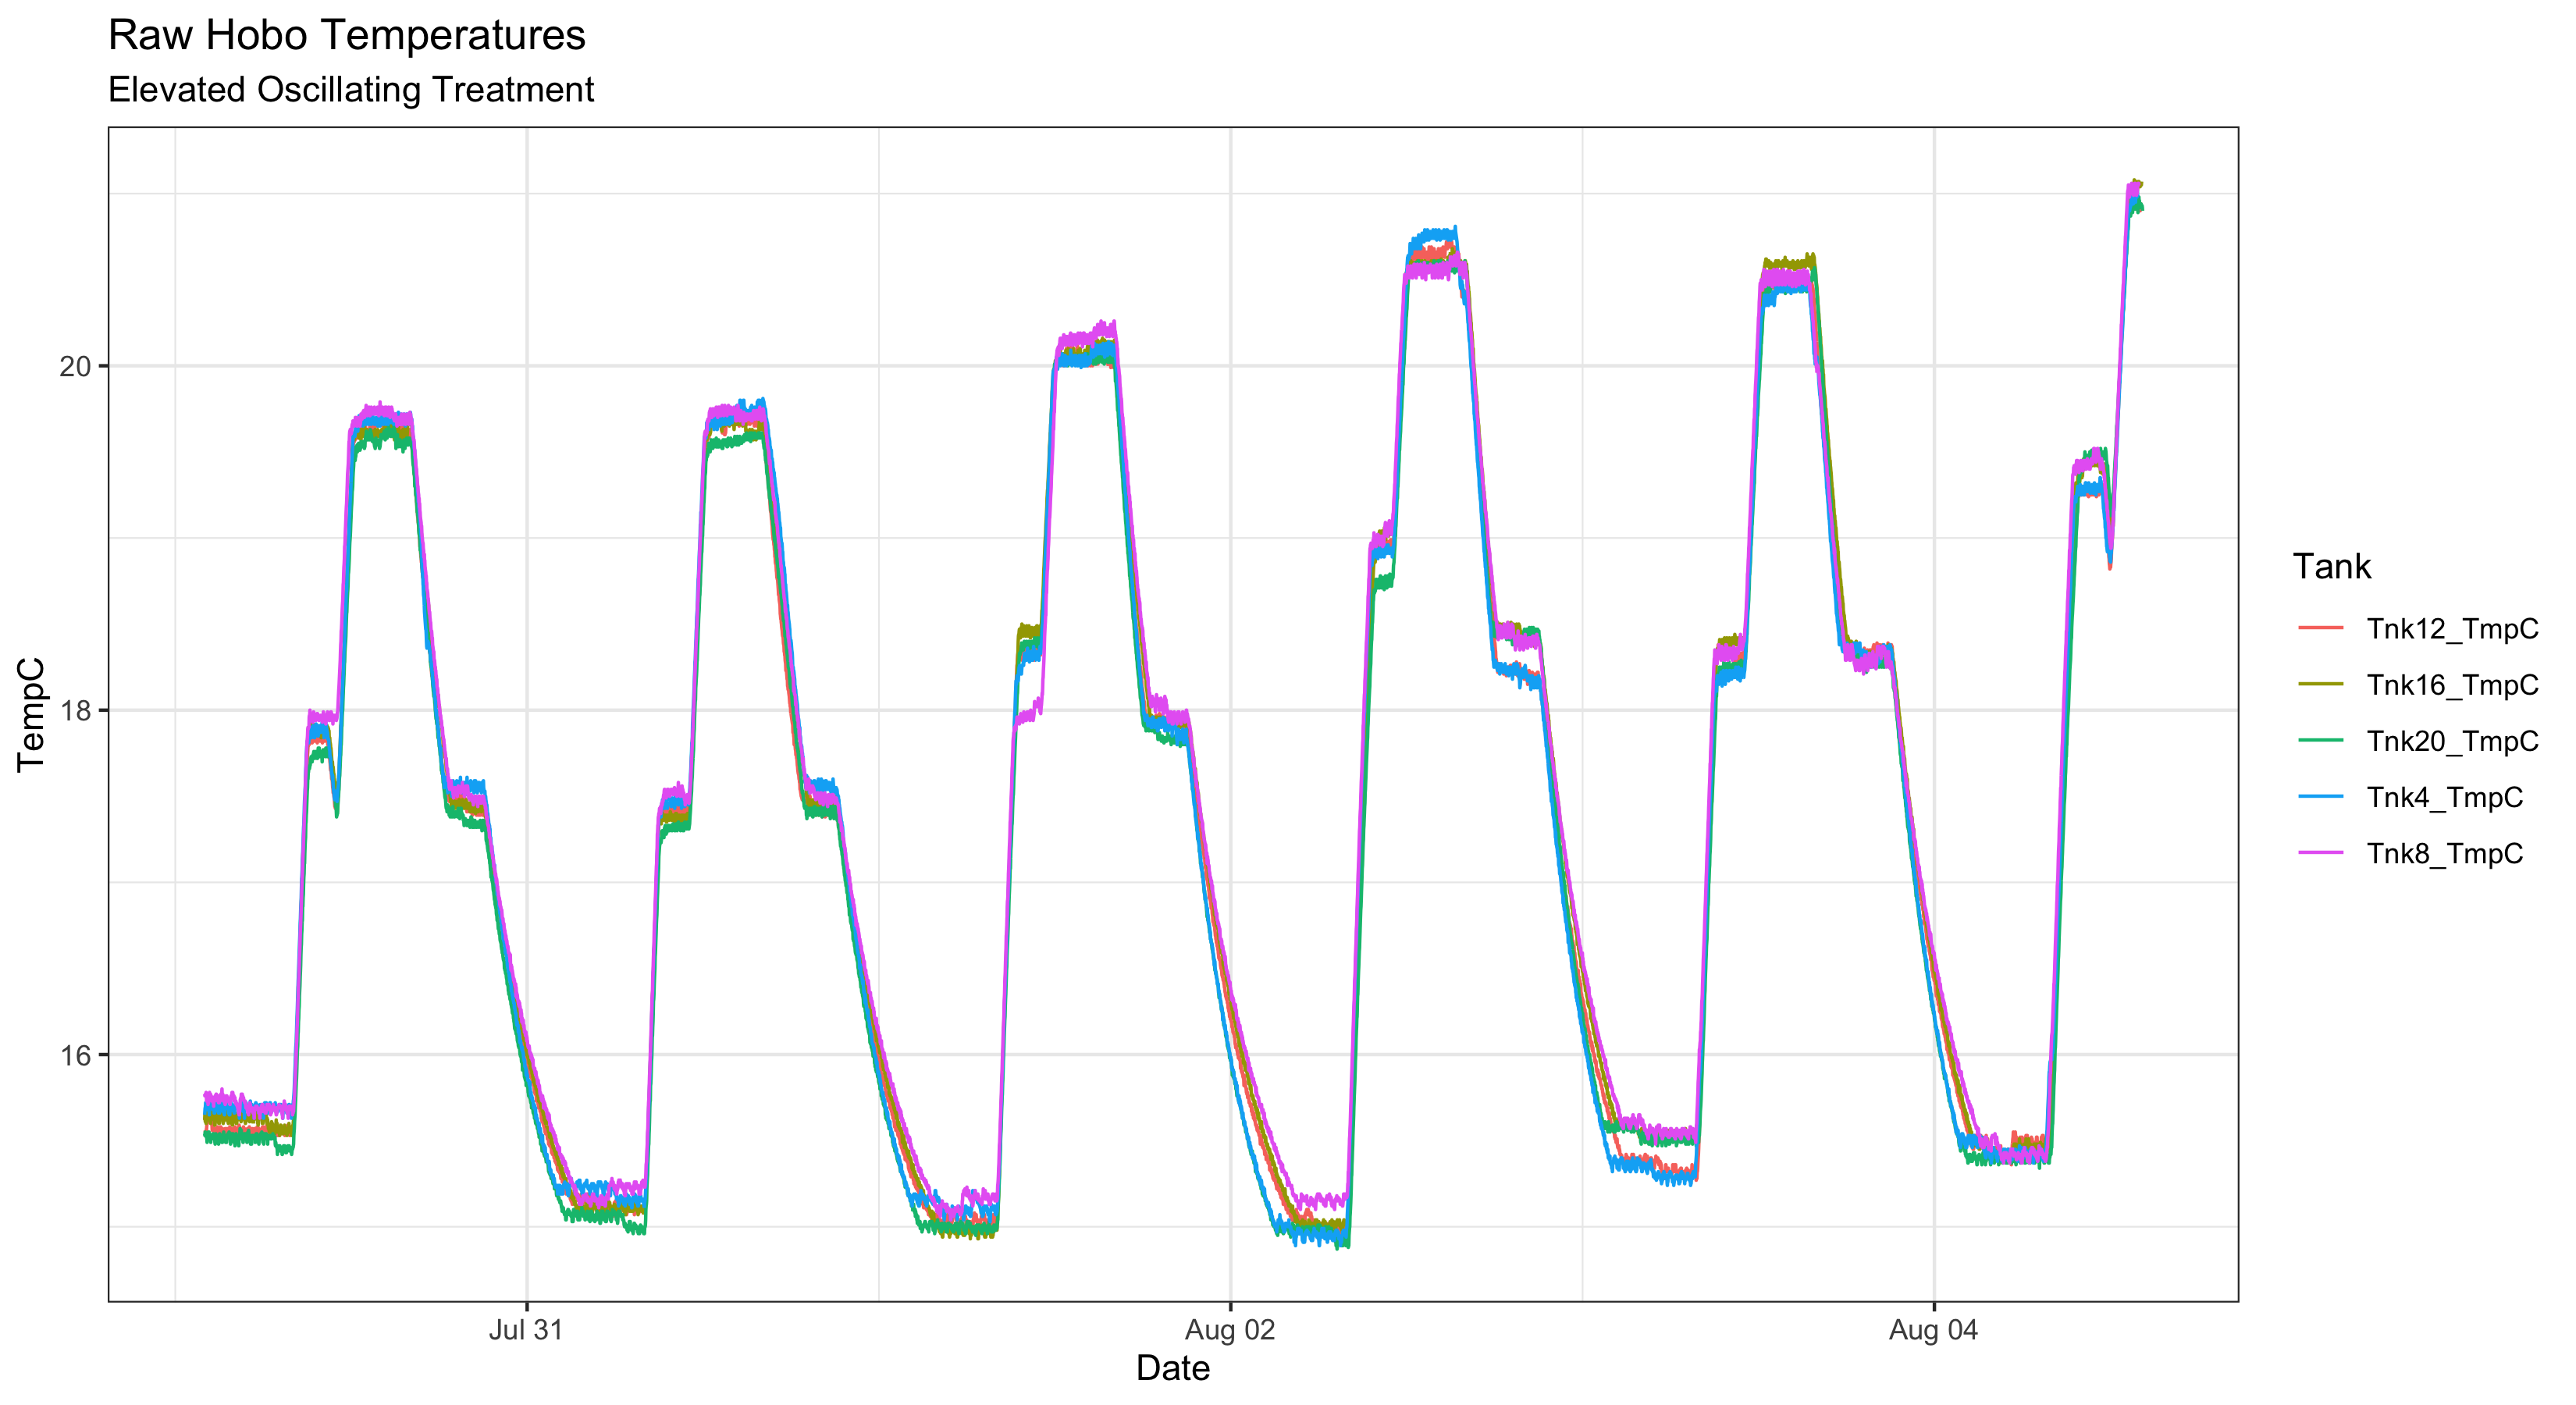 Raw Hobo Temperatures
Elevated Oscillating Treatment
TempC
20
18
16
Jul 31
Aug 02
Aug 04
Date
Tank
Tnk12_TmpC
Tnk16_TmpC
Tnk20_TmpC
Tnk4_TmpC
Tnk8_TmpC